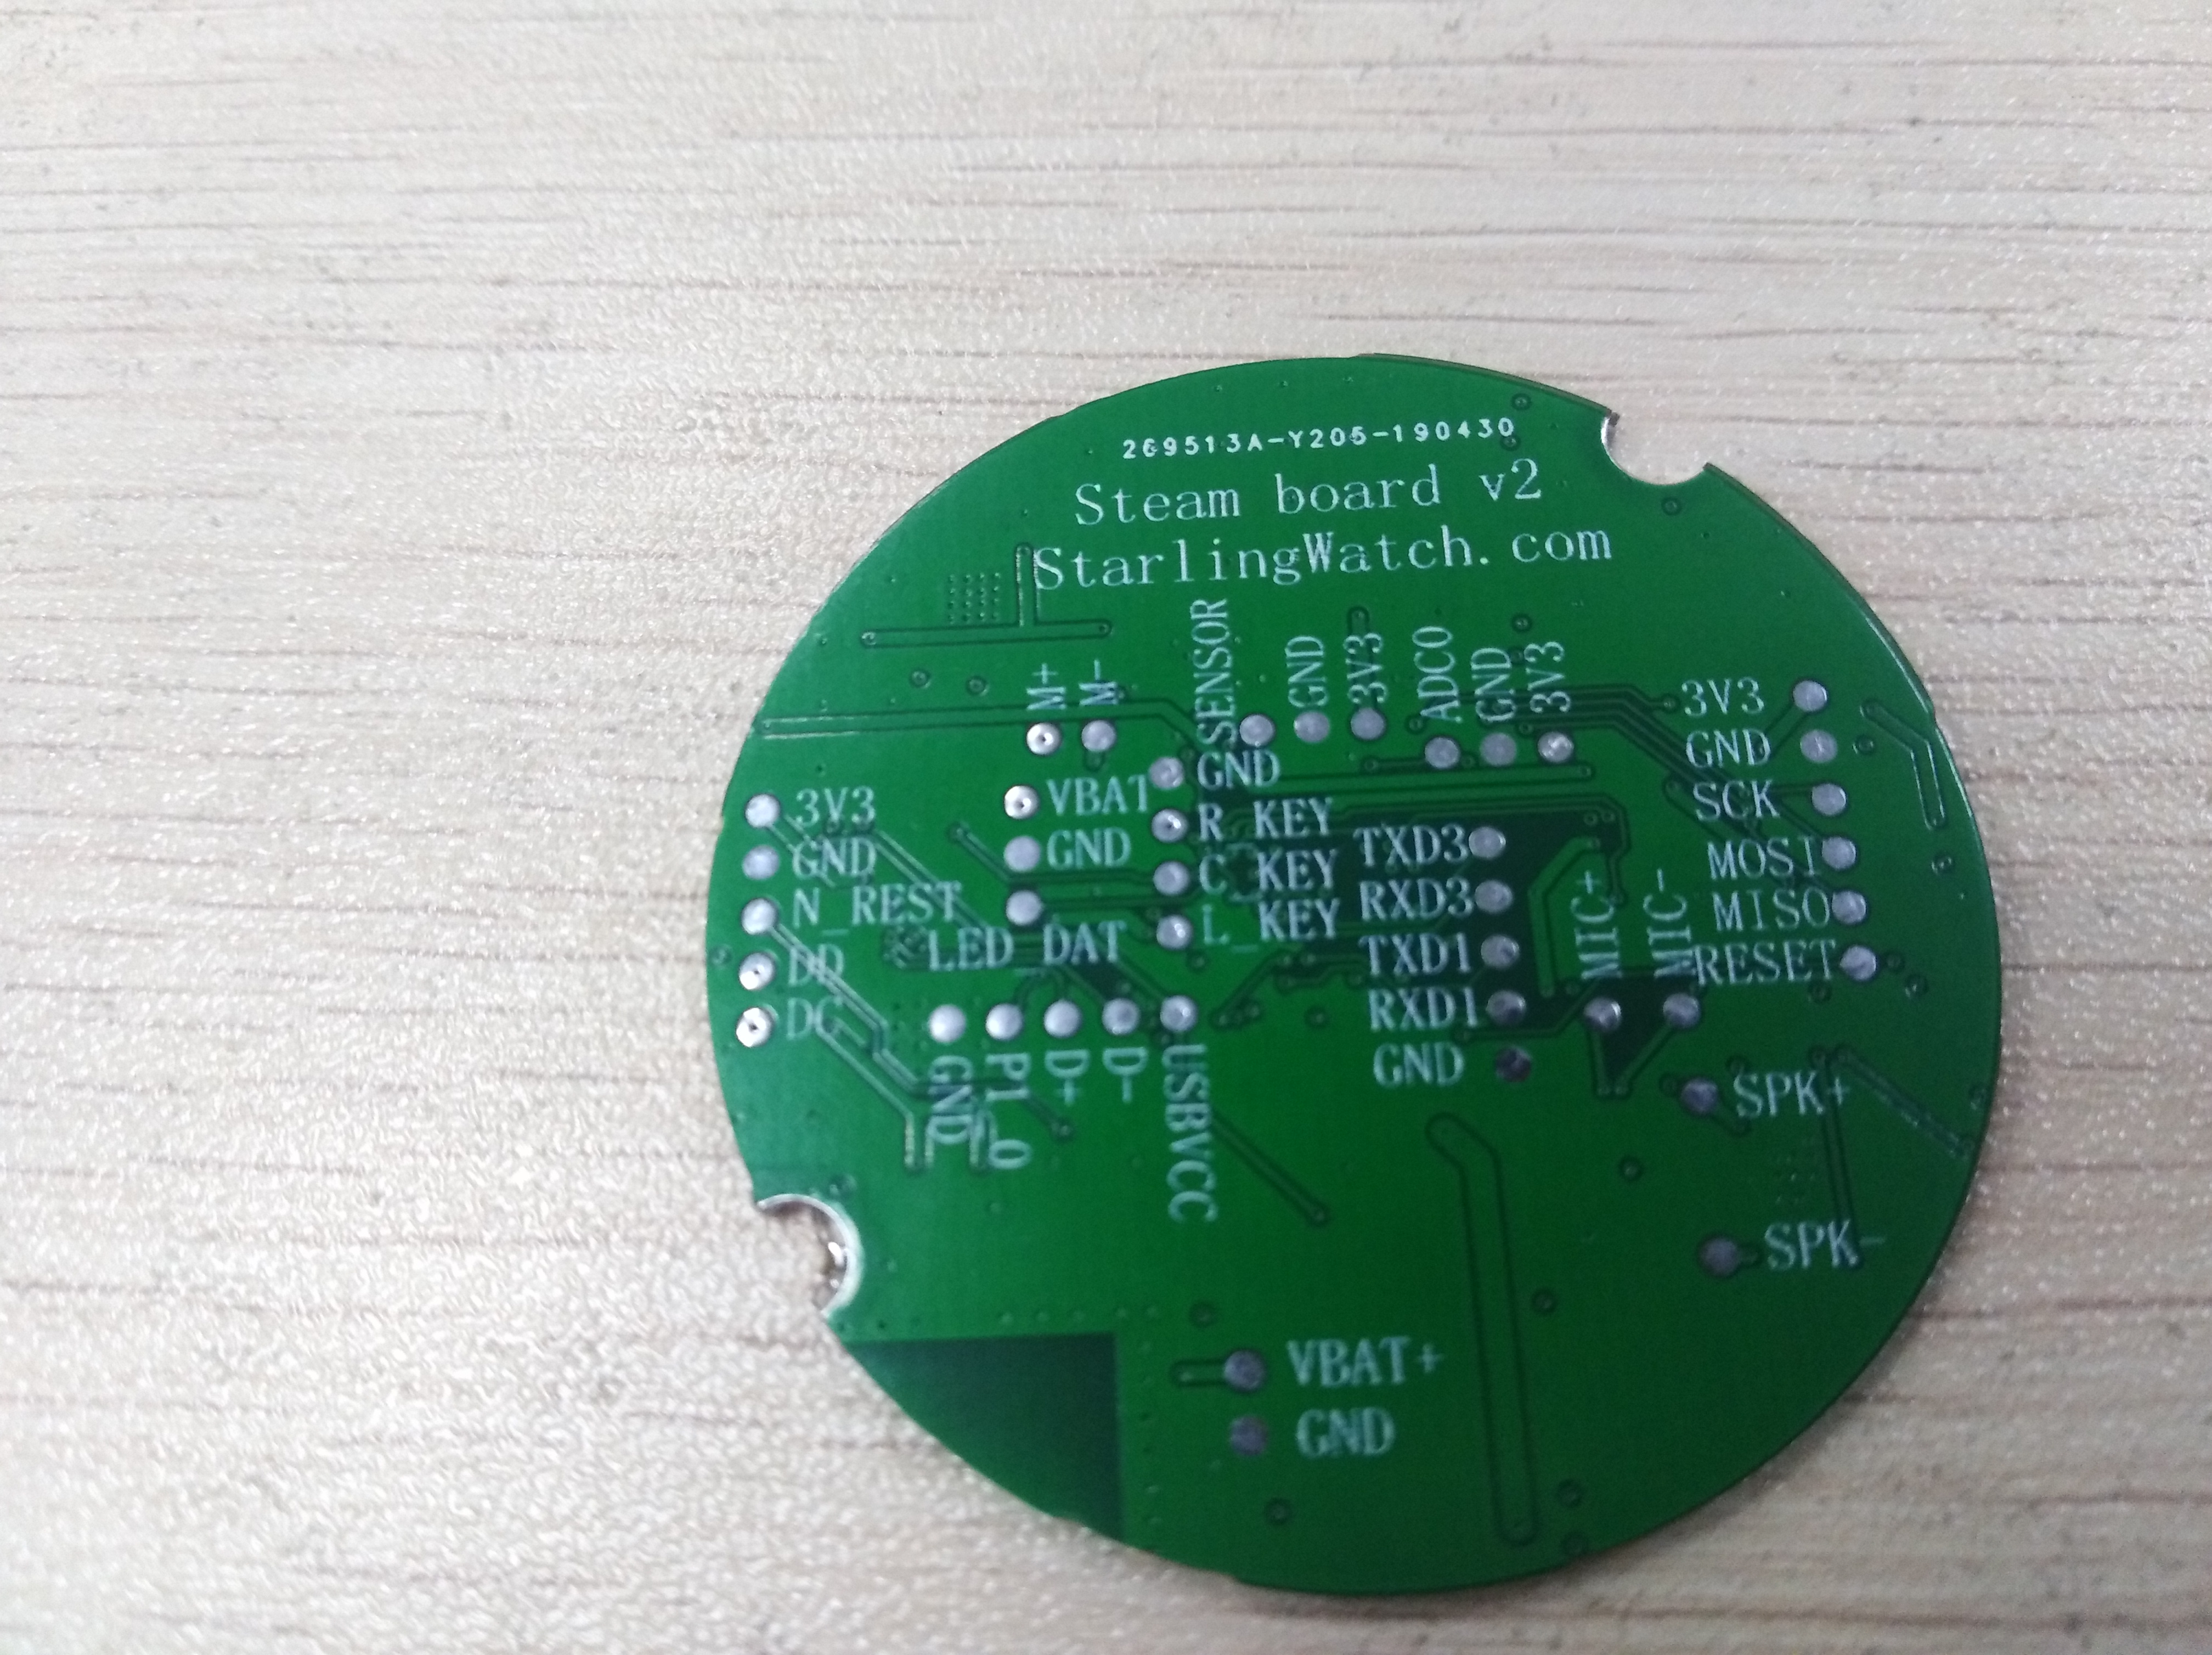 269513A-Y205-190430
Steam board v2
StarlingWatch.com
M+
M-
SENSOR
GND
3V3
ADC0
GND
3V3
3V3
GND
SCK
MOSI
MISO
RESET
GND
R_KEY
C_KEY
L_KEY
VBAT
GND
LED_DAT
3V3
GND
N_REST
DD
DC
TXD3
RXD3
TXD1
RXD1
GND
MIC+
MIC-
GND
P1_0
D+
D-
USBVCC
SPK+
SPK-
VBAT+
GND